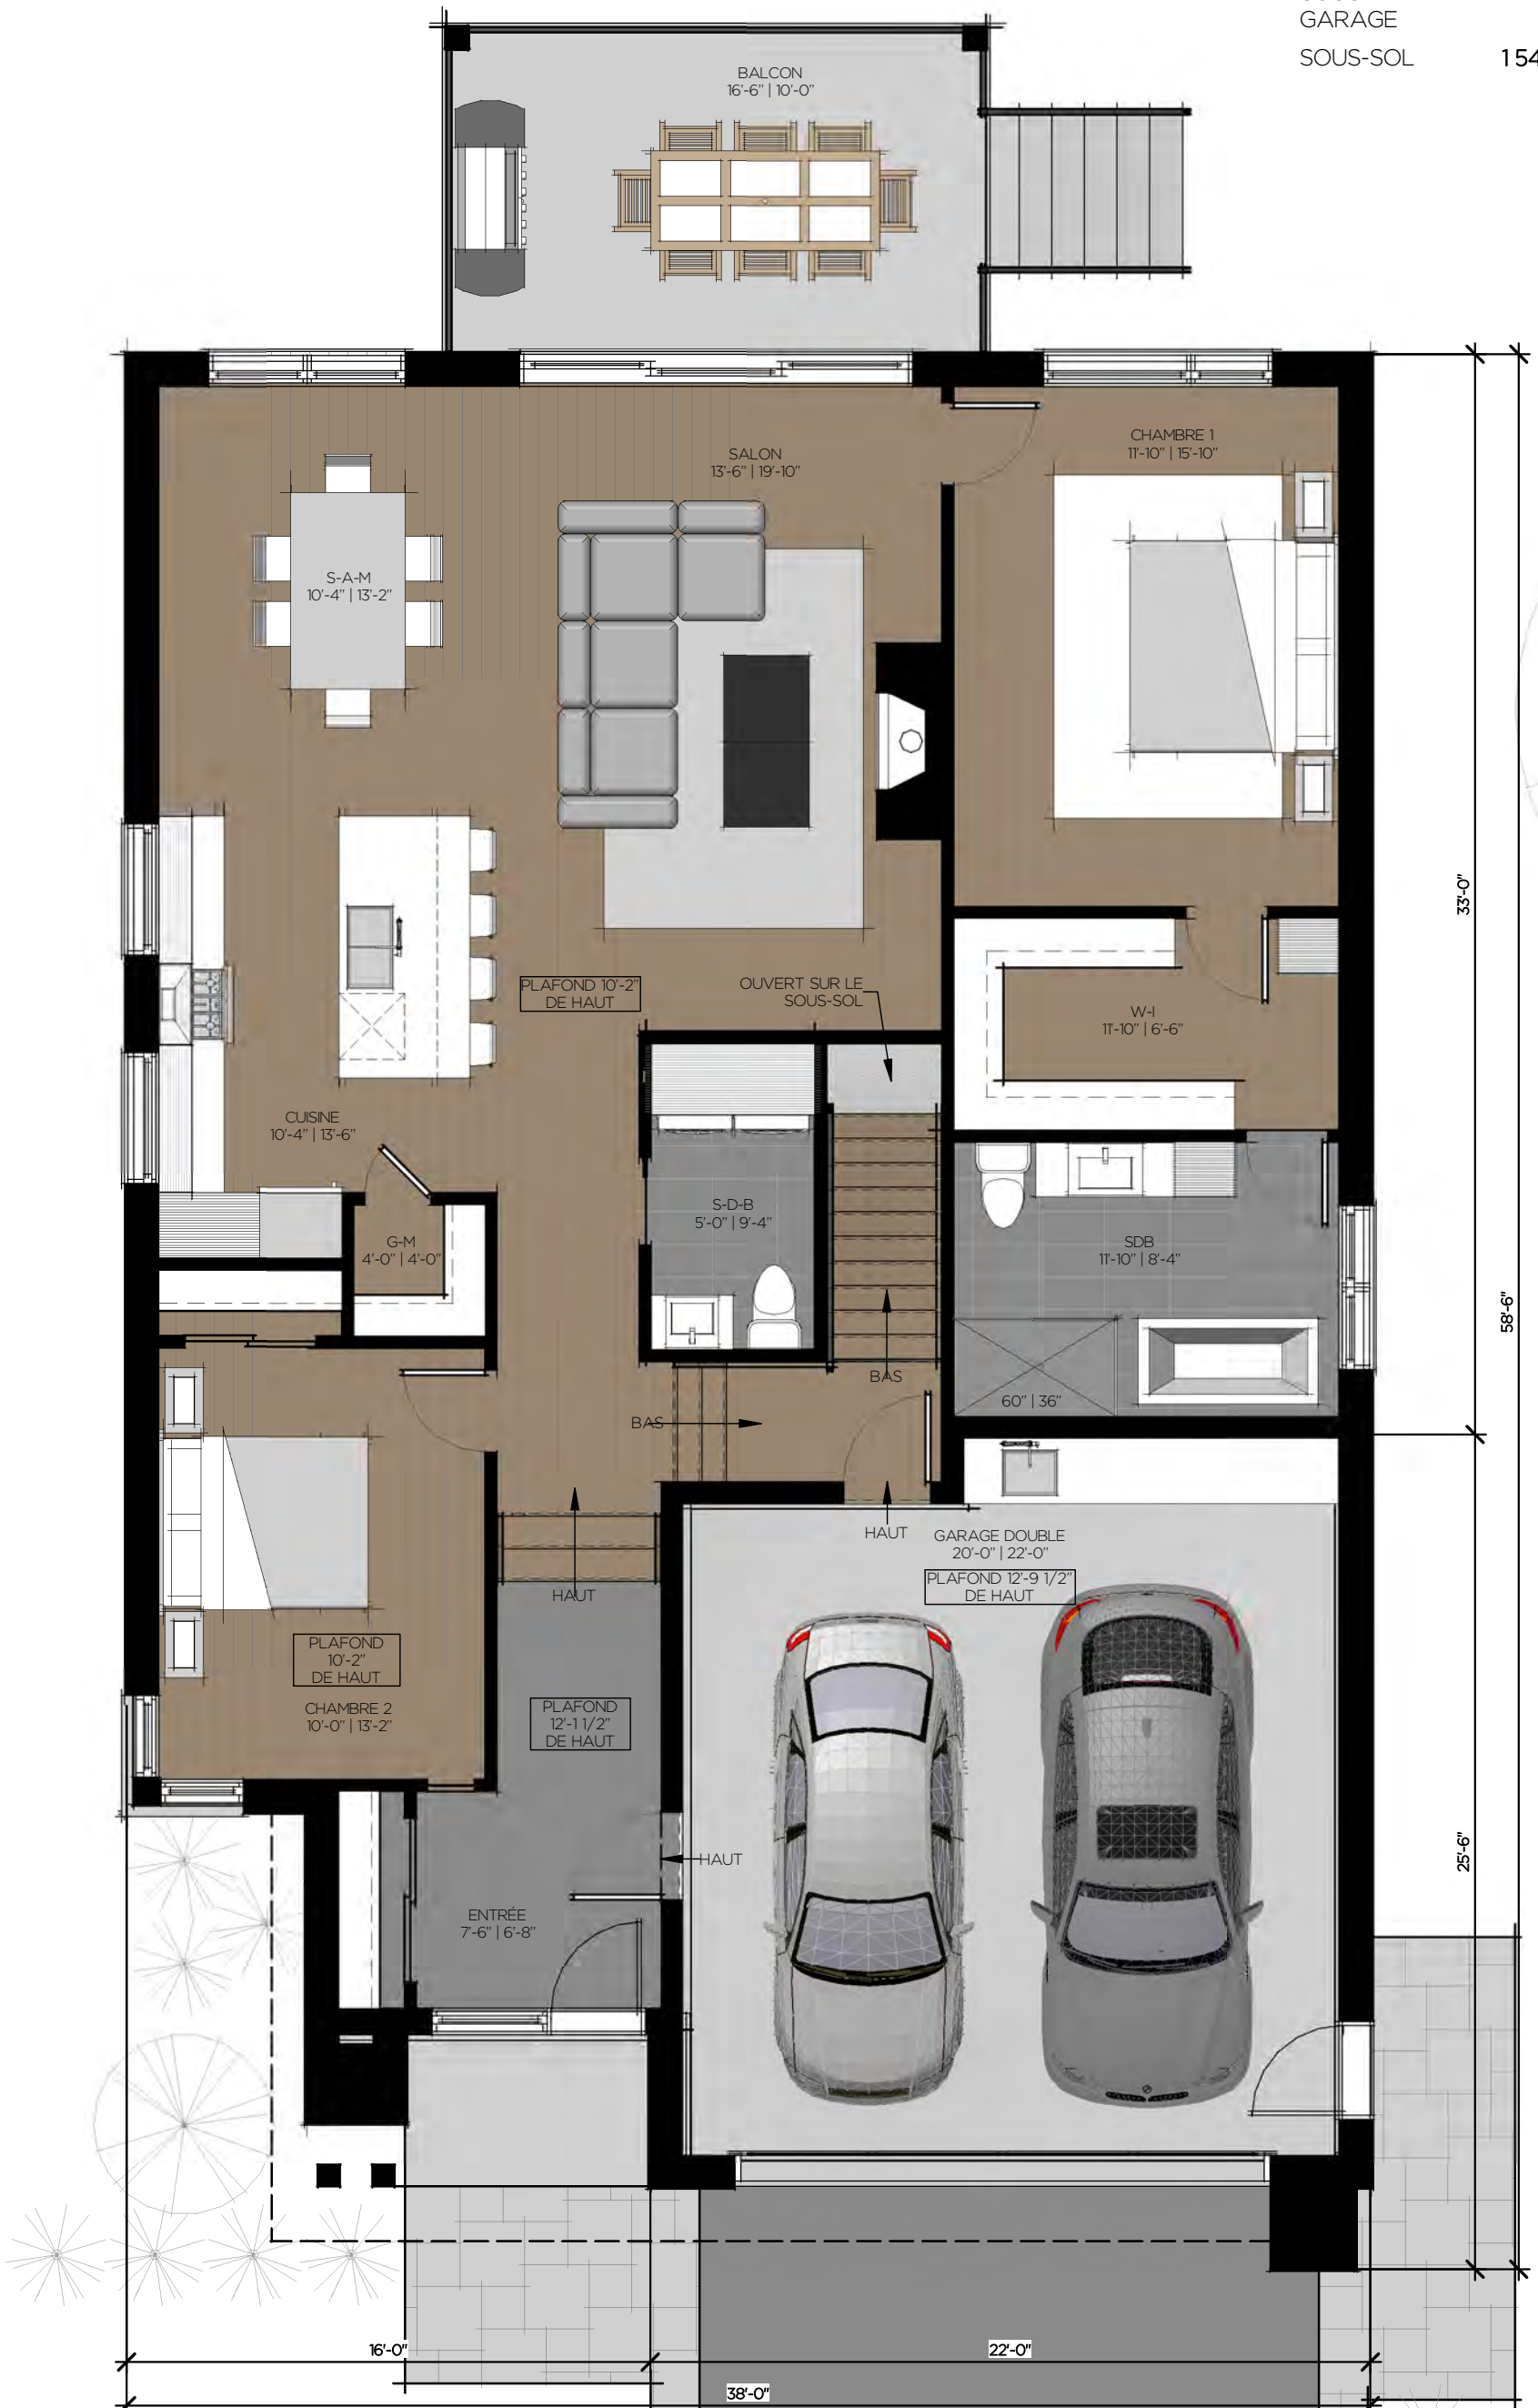 GARAGE
SOUS-SOL 154
BALCON
16'-6" | 10'-0"
SALON
13'-6" | 19'-10"
CHAMBRE 1
11'-10" | 15'-10"
S-A-M
10'-4" | 13'-2"
33'-0"
PLAFOND 10'-2"
DE HAUT
OUVERT SUR LE
SOUS-SOL
W-I
11'-10" | 6'-6"
CUISINE
10'-4" | 13'-6"
S-D-B
5'-0" | 9'-4"
G-M
4'-0" | 4'-0"
SDB
11'-10" | 8'-4"
58'-6"
BAS
60" | 36"
BAS
HAUT
GARAGE DOUBLE
20'-0" | 22'-0"
PLAFOND 12'-9 1/2"
DE HAUT
HAUT
PLAFOND
10'-2"
DE HAUT
CHAMBRE 2
10'-0" | 13'-2"
PLAFOND
12'-1 1/2"
DE HAUT
HAUT
25'-6"
ENTRÉE
7'-6" | 6'-8"
16'-0"
22'-0"
38'-0"